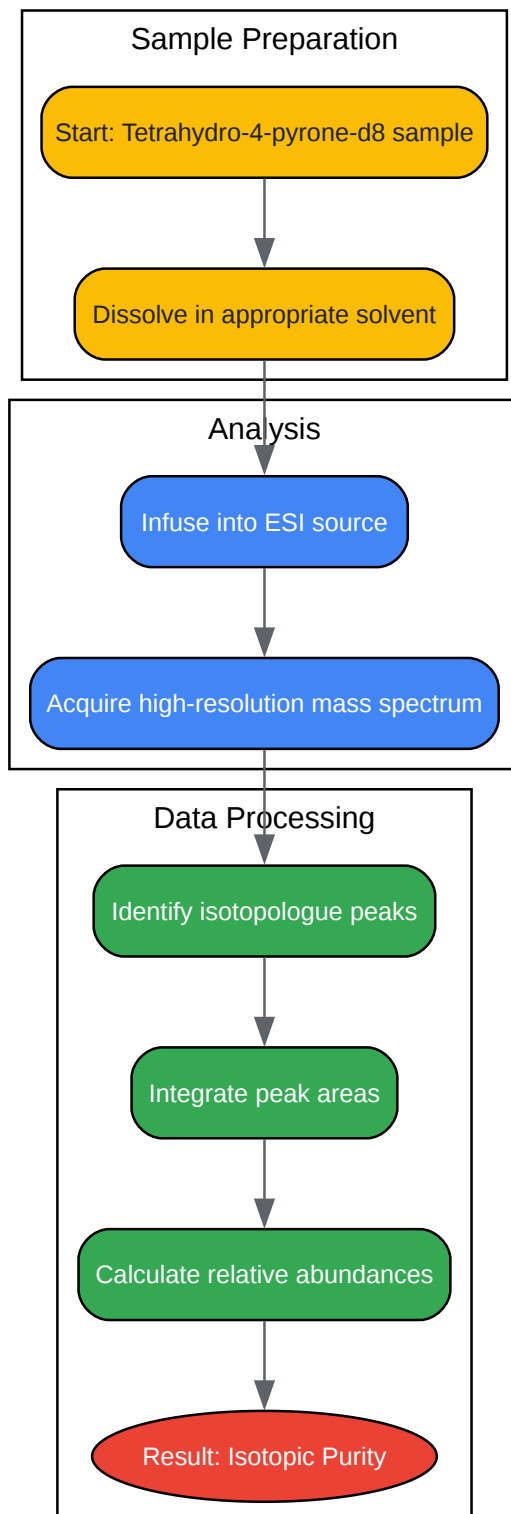 Sample Preparation
Start: Tetrahydro-4-pyrone-d8 sample
Dissolve in appropriate solvent
Analysis
Infuse into ESI source
Acquire high-resolution mass spectrum
Data Processing
Identify isotopologue peaks
Integrate peak areas
Calculate relative abundances
Result: Isotopic Purity